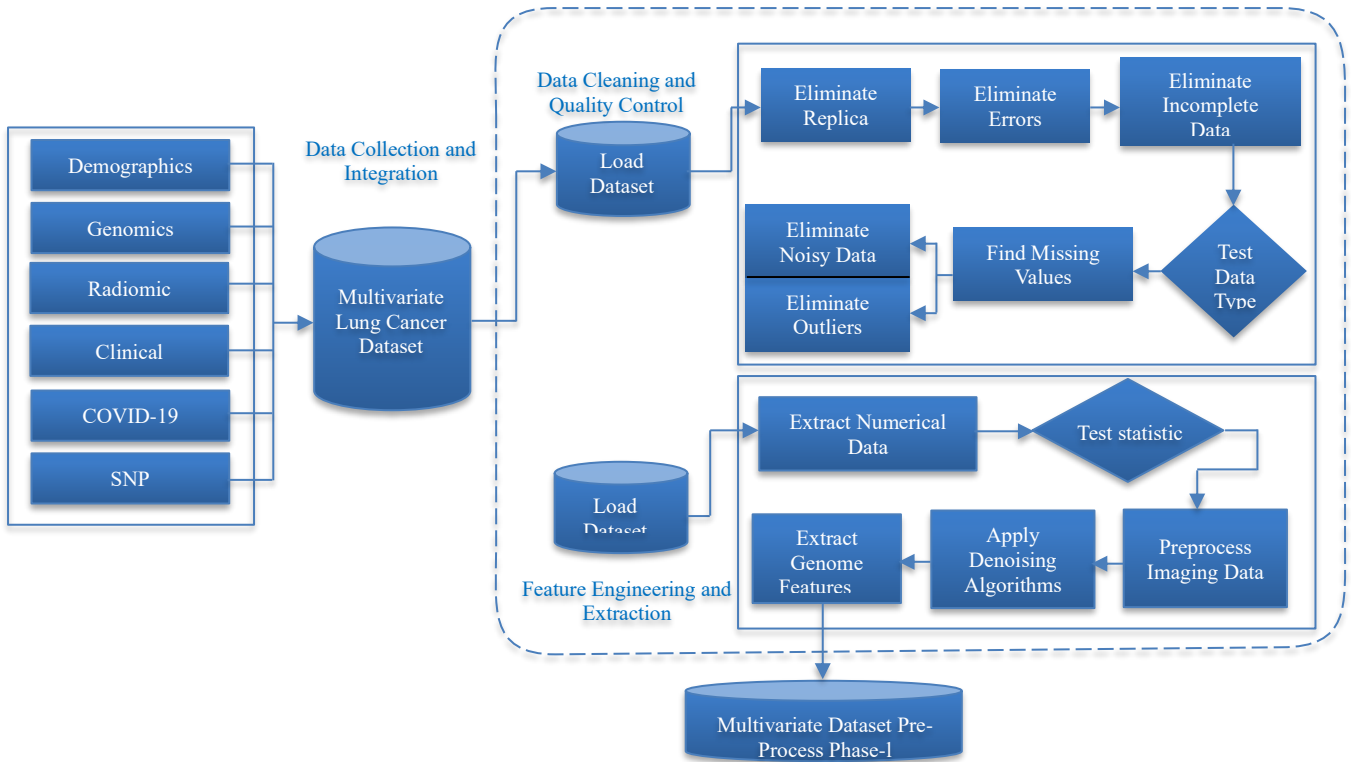 Demographics
Genomics
Radiomic
Clinical
COVID-19
SNP
Data Collection and
Integration
Multivariate
Lung Cancer
Dataset
Data Cleaning and
Quality Control
Load
Dataset
Eliminate
Replica
Eliminate
Errors
Eliminate
Incomplete
Data
Test
Data
Type
Find Missing
Values
Eliminate
Noisy Data
Eliminate
Outliers
Load
Dataset
Feature Engineering and
Extraction
Extract Numerical
Data
Test statistic
Preprocess
Imaging Data
Apply
Denoising
Algorithms
Extract
Genome
Features
Multivariate Dataset Pre-
Process Phase-l